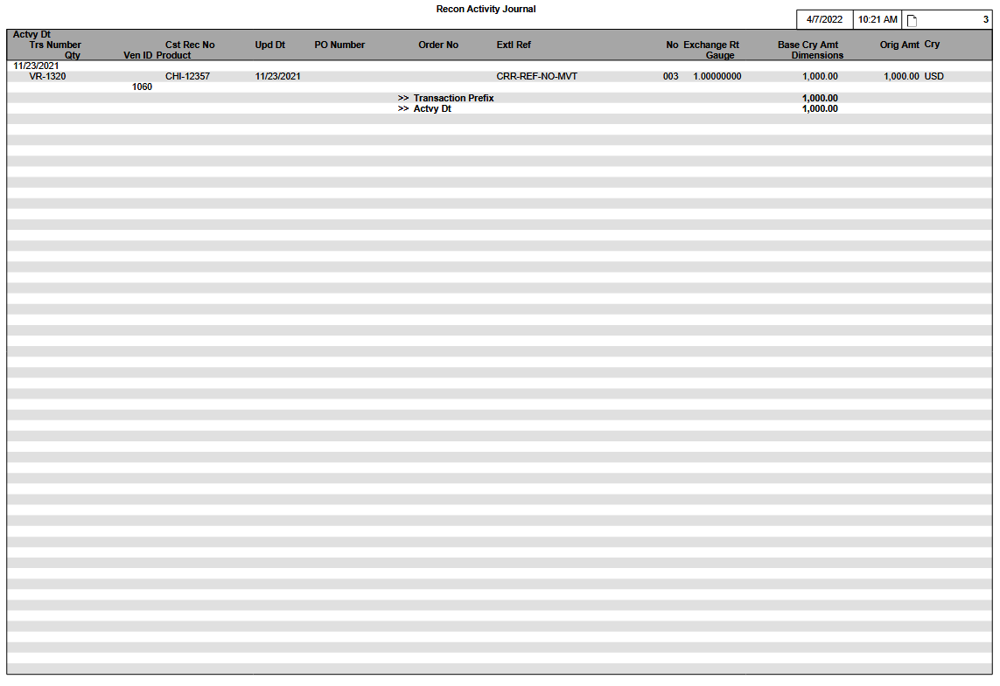 Recon Activity Journal
4/7/2022 10:21 AM 3
Actvy Dt
Trs Number Cst Rec No Upd Dt PO Number Order No Extl Ref No Exchange Rt Base Cry Amt Orig Amt Cry
Qty Ven ID Product Gauge Dimensions
11/23/2021
VR-1320 CHI-12357 11/23/2021 CRR-REF-NO-MVT 003 1.00000000 1,000.00 1,000.00 USD
1060
>> Transaction Prefix 1,000.00
>> Actvy Dt 1,000.00